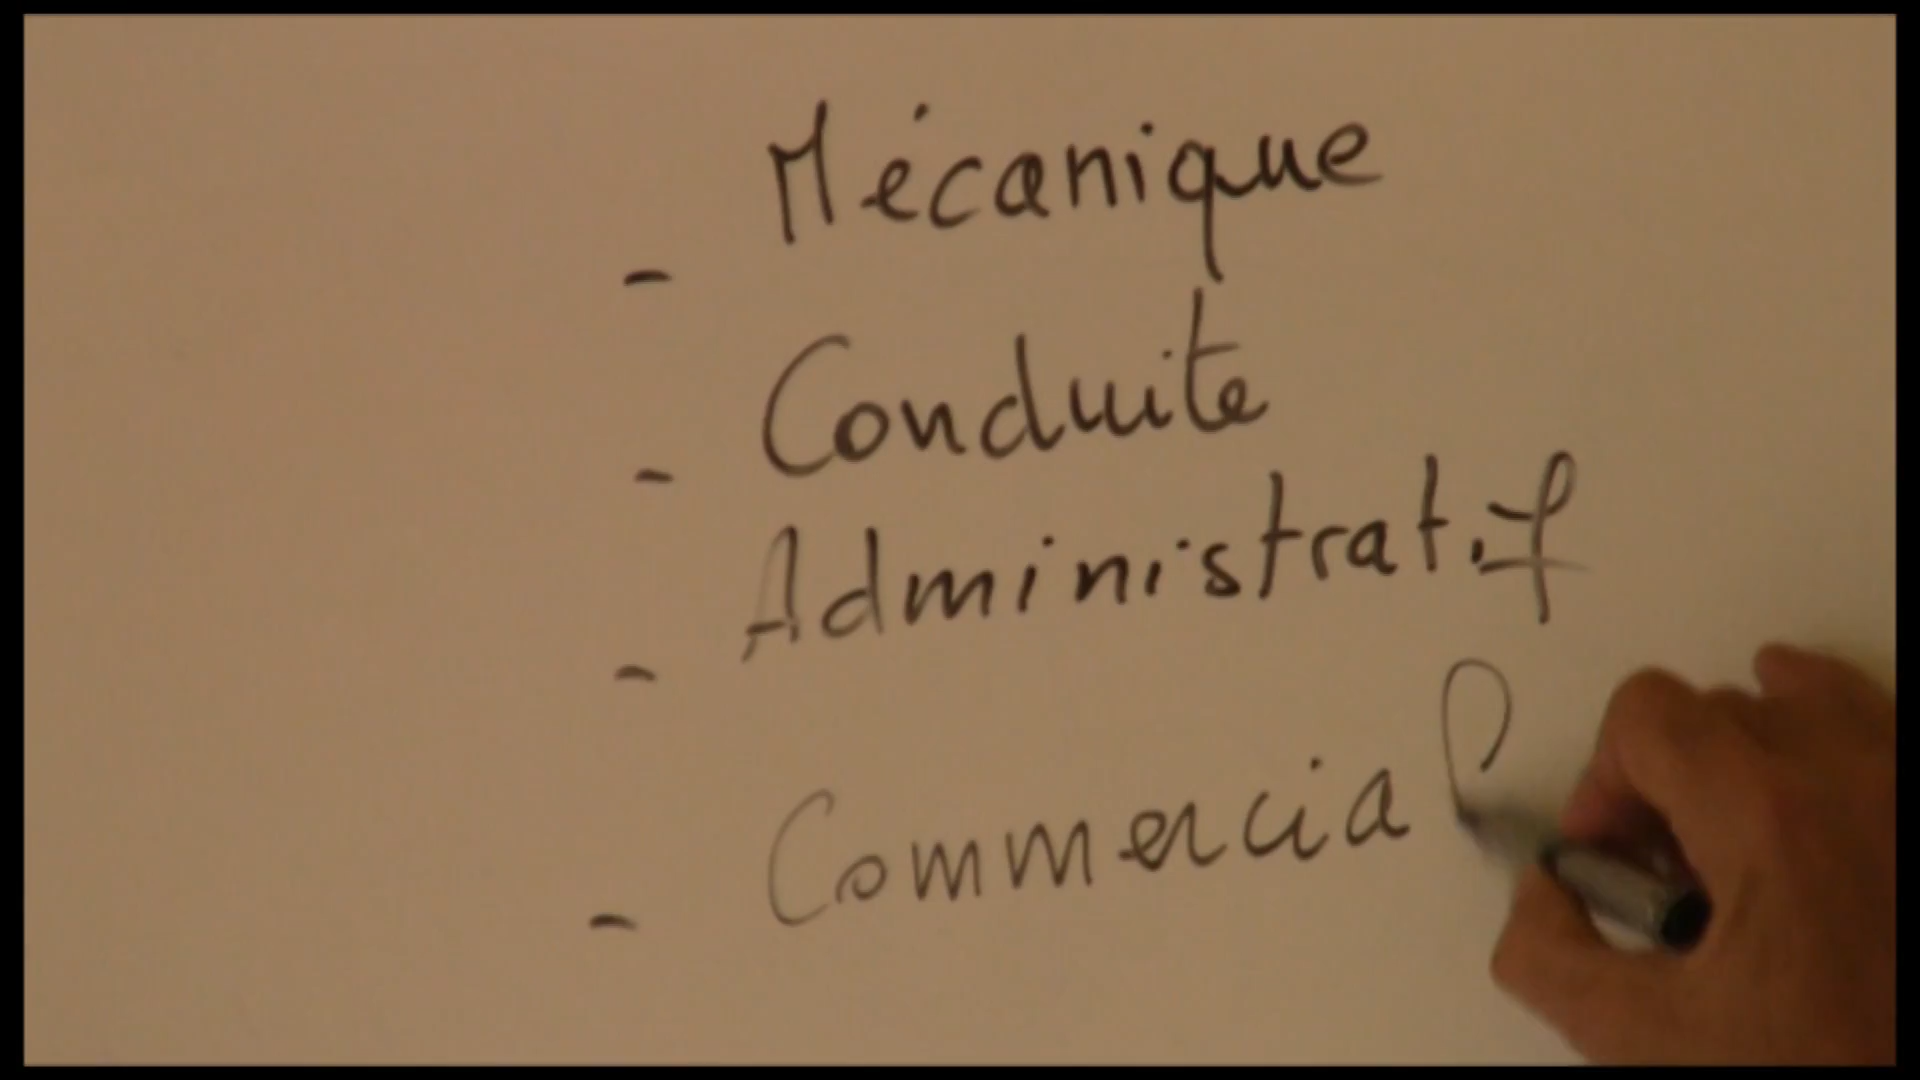 - Mécanique
- Conduite
- Administratif
- Commercial